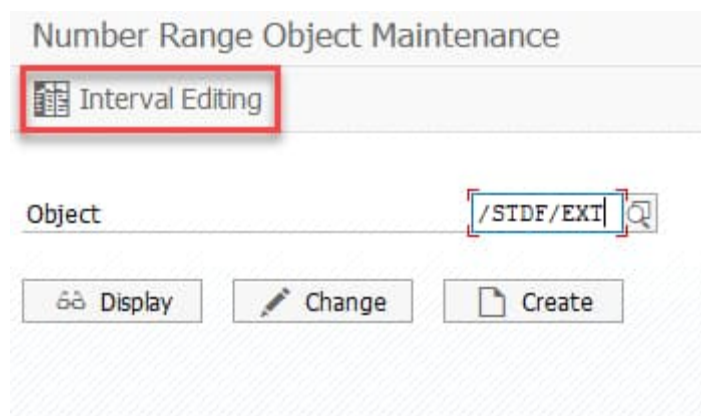 Number Range Object Maintenance
Interval Editing
Object /STDF/EXT
Display Change Create